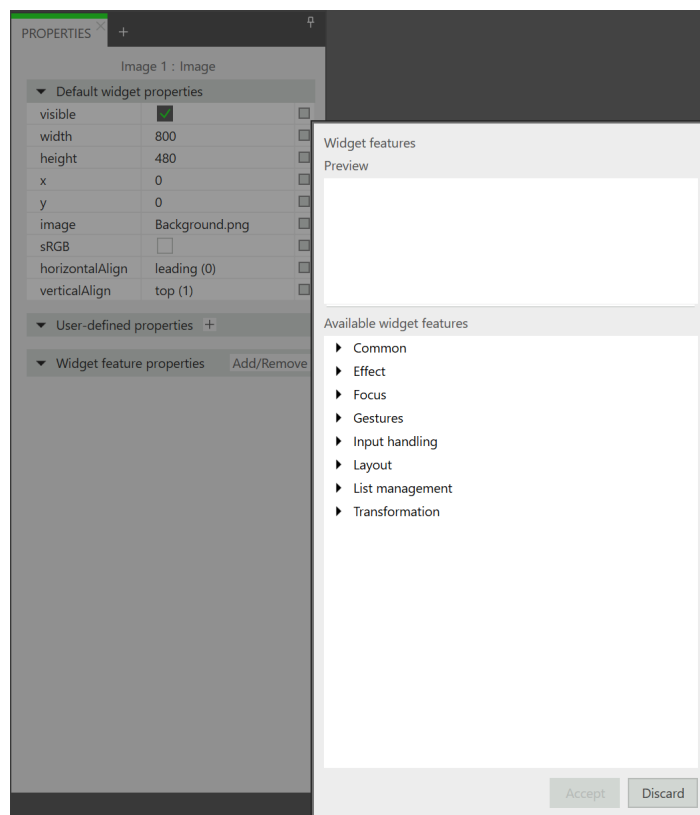 PROPERTIES
Image 1 : Image
Default widget properties
visible
width 800
height 480
x 0
y 0
image Background.png
sRGB
horizontalAlign leading (0)
verticalAlign top (1)
User-defined properties +
Widget feature properties Add/Remove
Widget features
Preview
Available widget features
Common
Effect
Focus
Gestures
Input handling
Layout
List management
Transformation
Accept Discard